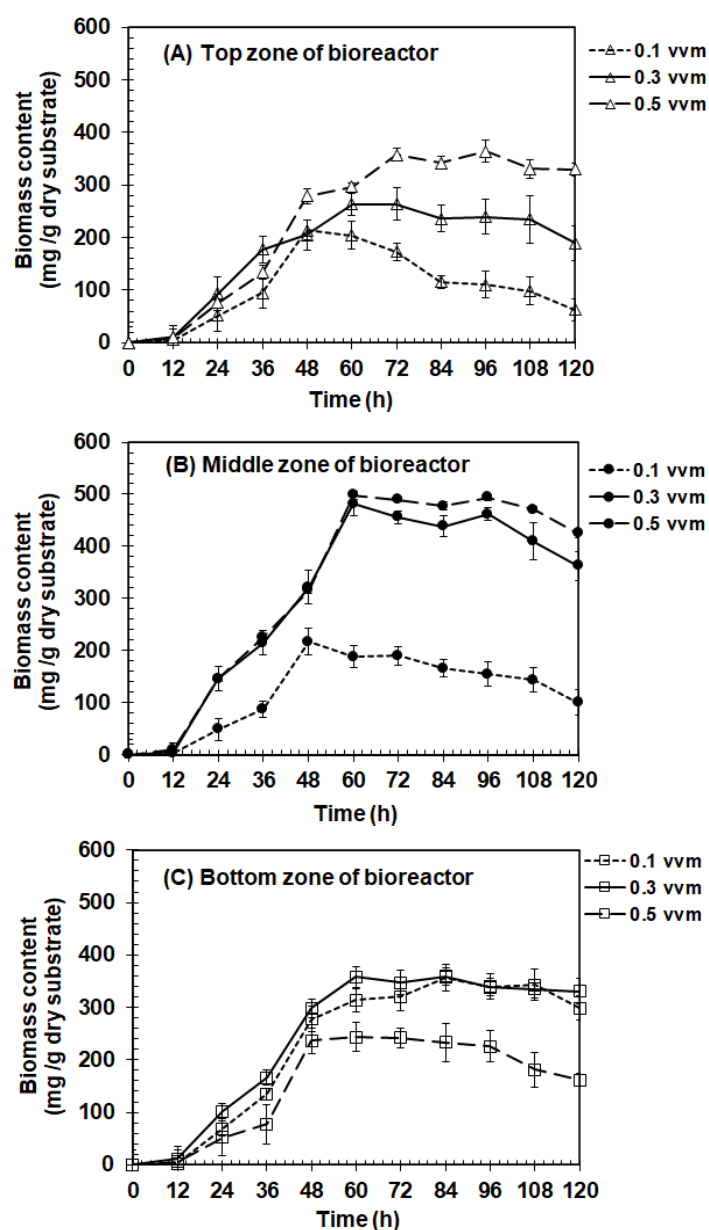 (A) Top zone of bioreactor
600
500
400
300
200
100
0
Biomass content
(mg /g dry substrate)
0 12 24 36 48 60 72 84 96 108 120
Time (h)
0.1 vvm
0.3 vvm
0.5 vvm
(B) Middle zone of bioreactor
600
500
400
300
200
100
0
Biomass content
(mg /g dry substrate)
0 12 24 36 48 60 72 84 96 108 120
Time (h)
0.1 vvm
0.3 vvm
0.5 vvm
(C) Bottom zone of bioreactor
600
500
400
300
200
100
0
Biomass content
(mg /g dry substrate)
0 12 24 36 48 60 72 84 96 108 120
Time (h)
0.1 vvm
0.3 vvm
0.5 vvm